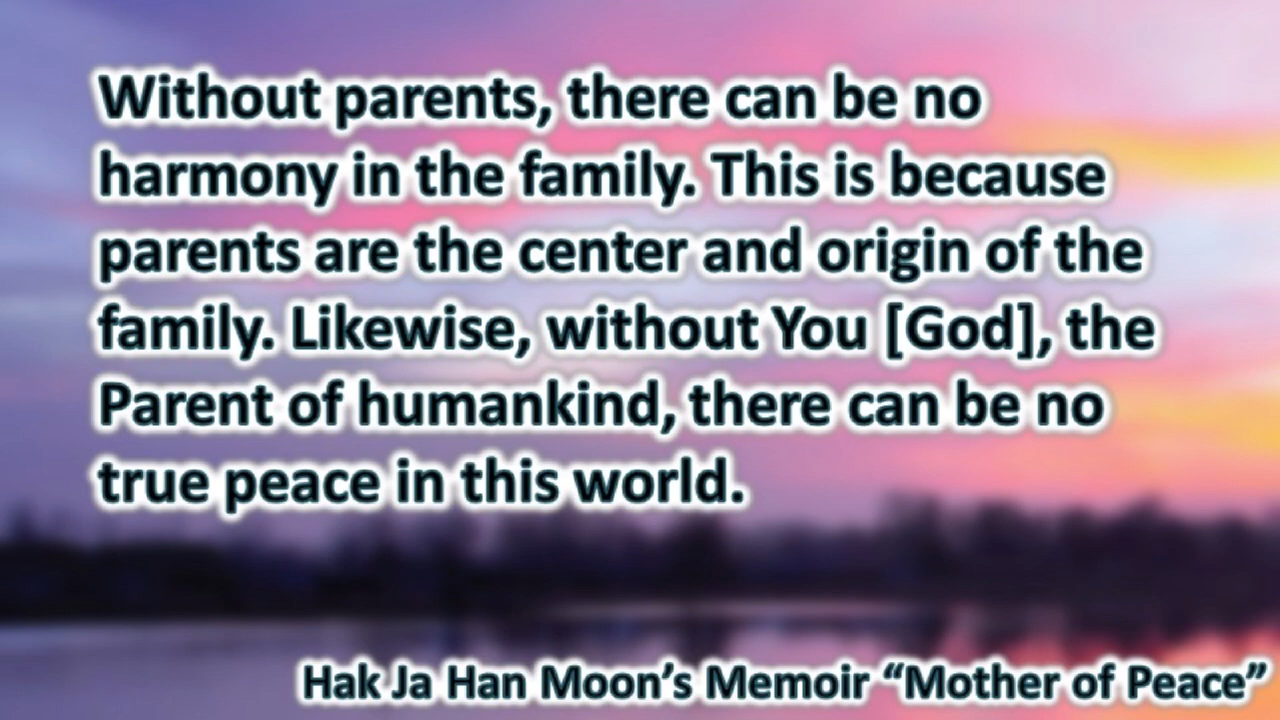 Without parents, there can be no
harmony in the family. This is because
parents are the center and origin of the
family. Likewise, without You [God], the
Parent of humankind, there can be no
true peace in this world.
Hak Ja Han Moon’s Memoir “Mother of Peace”